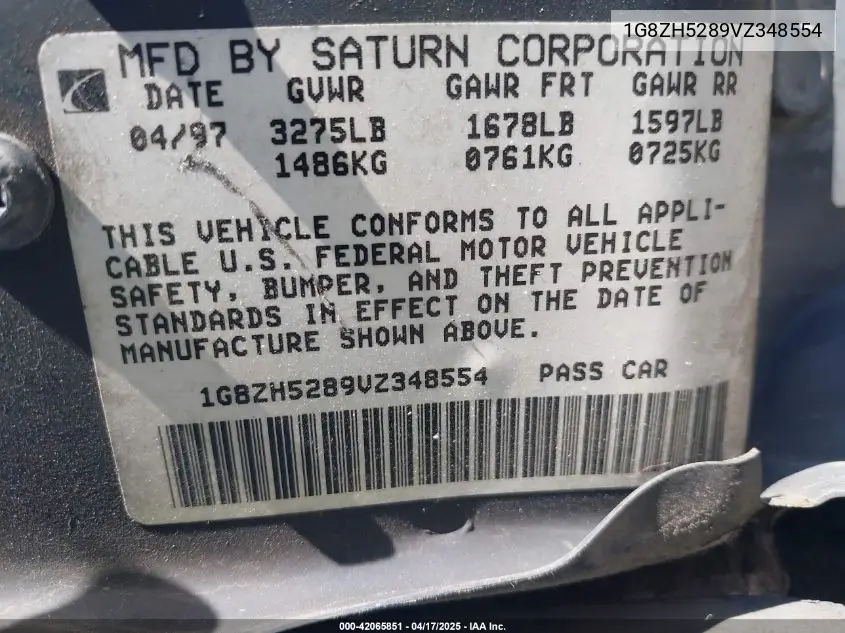 1G8ZH5289VZ348554
MFD BY SATURN CORPORATION
DATE GVWR GAWR FRT GAWR RR
04/97 3275LB 1678LB 1597LB
1486KG 0761KG 0725KG
THIS VEHICLE CONFORMS TO ALL APPLI-
CABLE U.S. FEDERAL MOTOR VEHICLE
SAFETY, BUMPER, AND THEFT PREVENTION
STANDARDS IN EFFECT ON THE DATE OF
MANUFACTURE SHOWN ABOVE.
1G8ZH5289VZ348554 PASS CAR
000-42065851 - 04/17/2025 - IAA Inc.